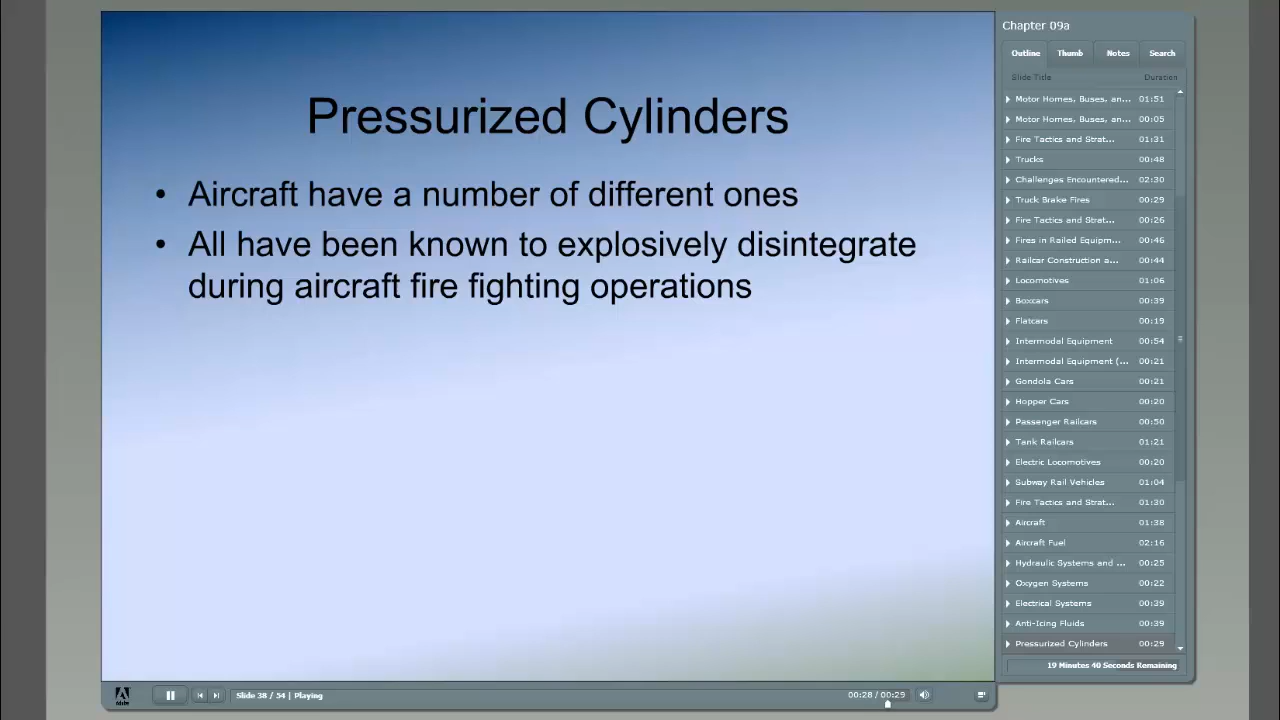 Pressurized Cylinders
• Aircraft have a number of different ones
• All have been known to explosively disintegrate
during aircraft fire fighting operations
Adobe
Slide 38 / 54 | Playing
00:28 / 00:29
Chapter 09a
Outline Thumb Notes Search
Slide Title Duration
Motor Homes, Buses, an... 01:51
Motor Homes, Buses, an... 00:05
Fire Tactics and Strat... 01:31
Trucks 00:48
Challenges Encountered... 02:30
Truck Brake Fires 00:29
Fire Tactics and Strat... 00:26
Fires in Railed Equipm... 00:46
Railcar Construction a... 00:44
Locomotives 01:06
Boxcars 00:39
Flatcars 00:19
Intermodal Equipment 00:54
Intermodal Equipment (... 00:21
Gondola Cars 00:21
Hopper Cars 00:20
Passenger Railcars 00:50
Tank Railcars 01:21
Electric Locomotives 00:20
Subway Rail Vehicles 01:04
Fire Tactics and Strat... 01:30
Aircraft 01:38
Aircraft Fuel 02:16
Hydraulic Systems and ... 00:25
Oxygen Systems 00:22
Electrical Systems 00:39
Anti-Icing Fluids 00:39
Pressurized Cylinders 00:29
19 Minutes 40 Seconds Remaining